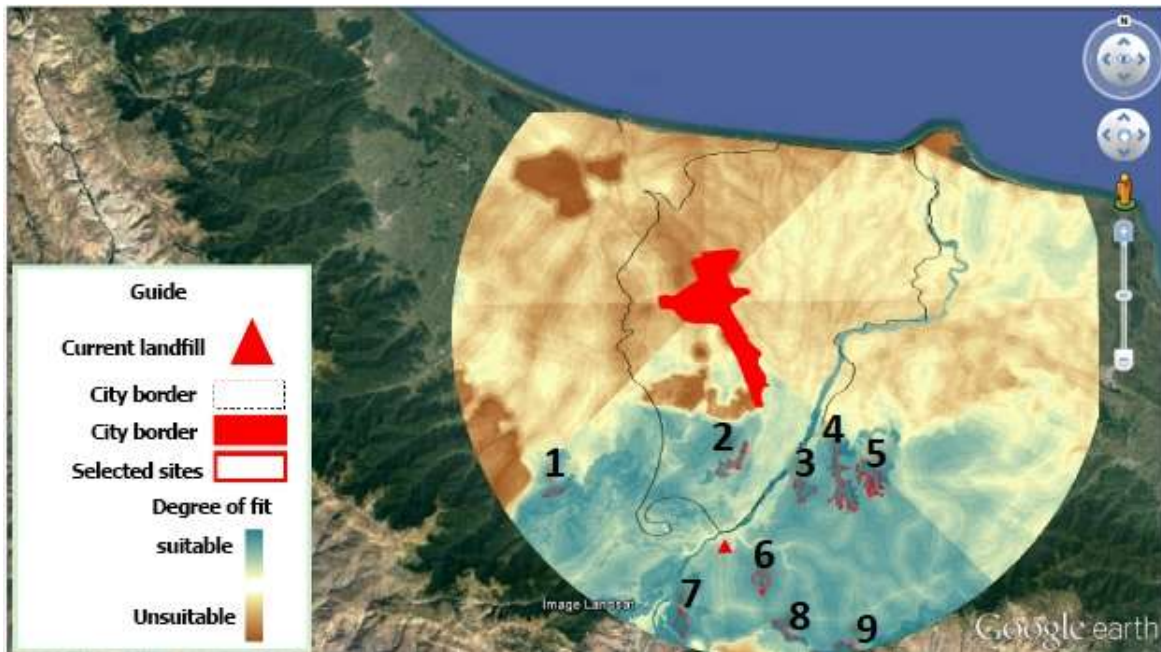 N
Guide
Current landfill
City border
City border
Selected sites
Degree of fit
suitable
Unsuitable
1
2
3
4
5
6
7
8
9
Image Landsat
Google earth